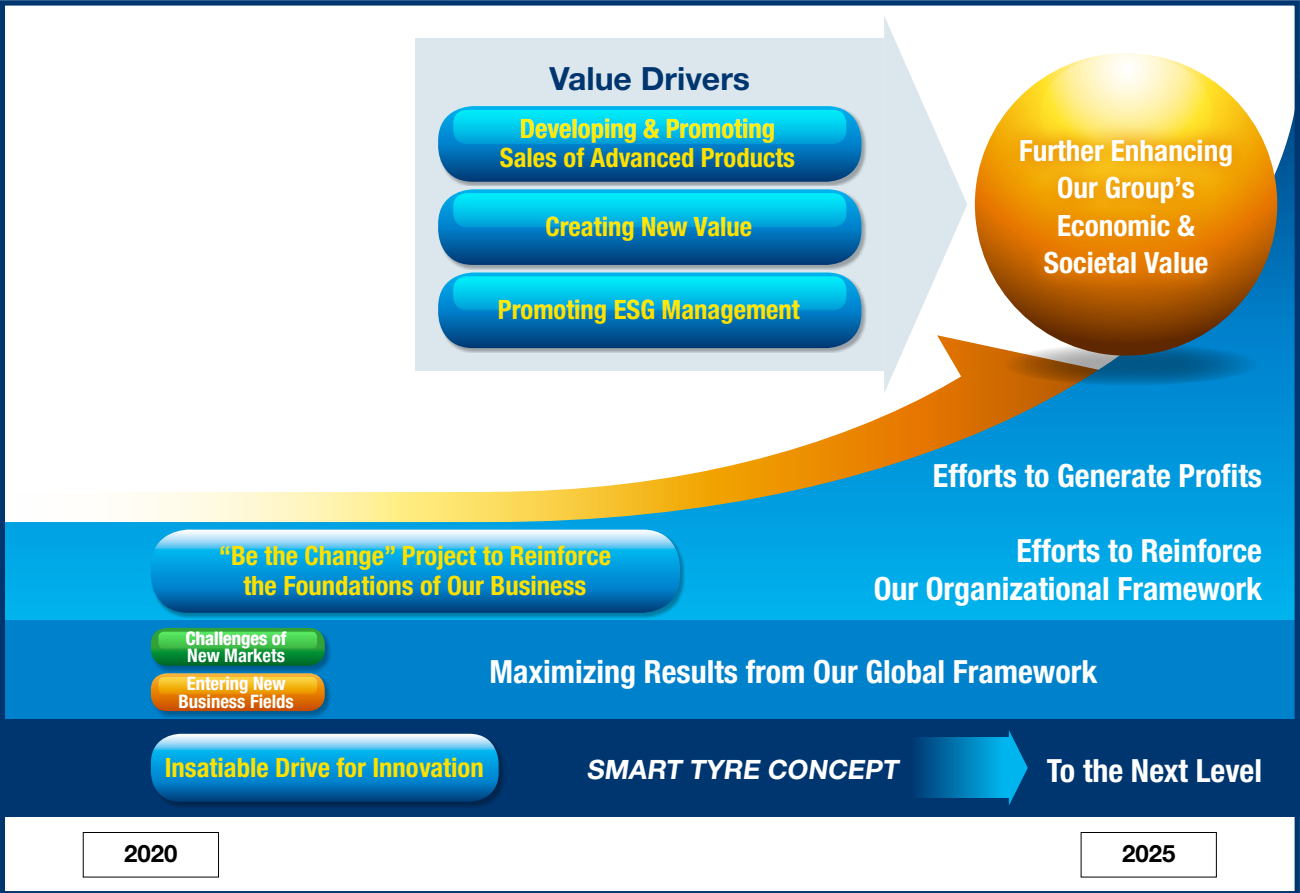 Value Drivers
Developing & Promoting
Sales of Advanced Products
Creating New Value
Promoting ESG Management
Further Enhancing
Our Group’s
Economic &
Societal Value
Efforts to Generate Profits
“Be the Change” Project to Reinforce
the Foundations of Our Business
Efforts to Reinforce
Our Organizational Framework
Challenges of
New Markets
Entering New
Business Fields
Maximizing Results from Our Global Framework
Insatiable Drive for Innovation
SMART TYRE CONCEPT
To the Next Level
2020
2025